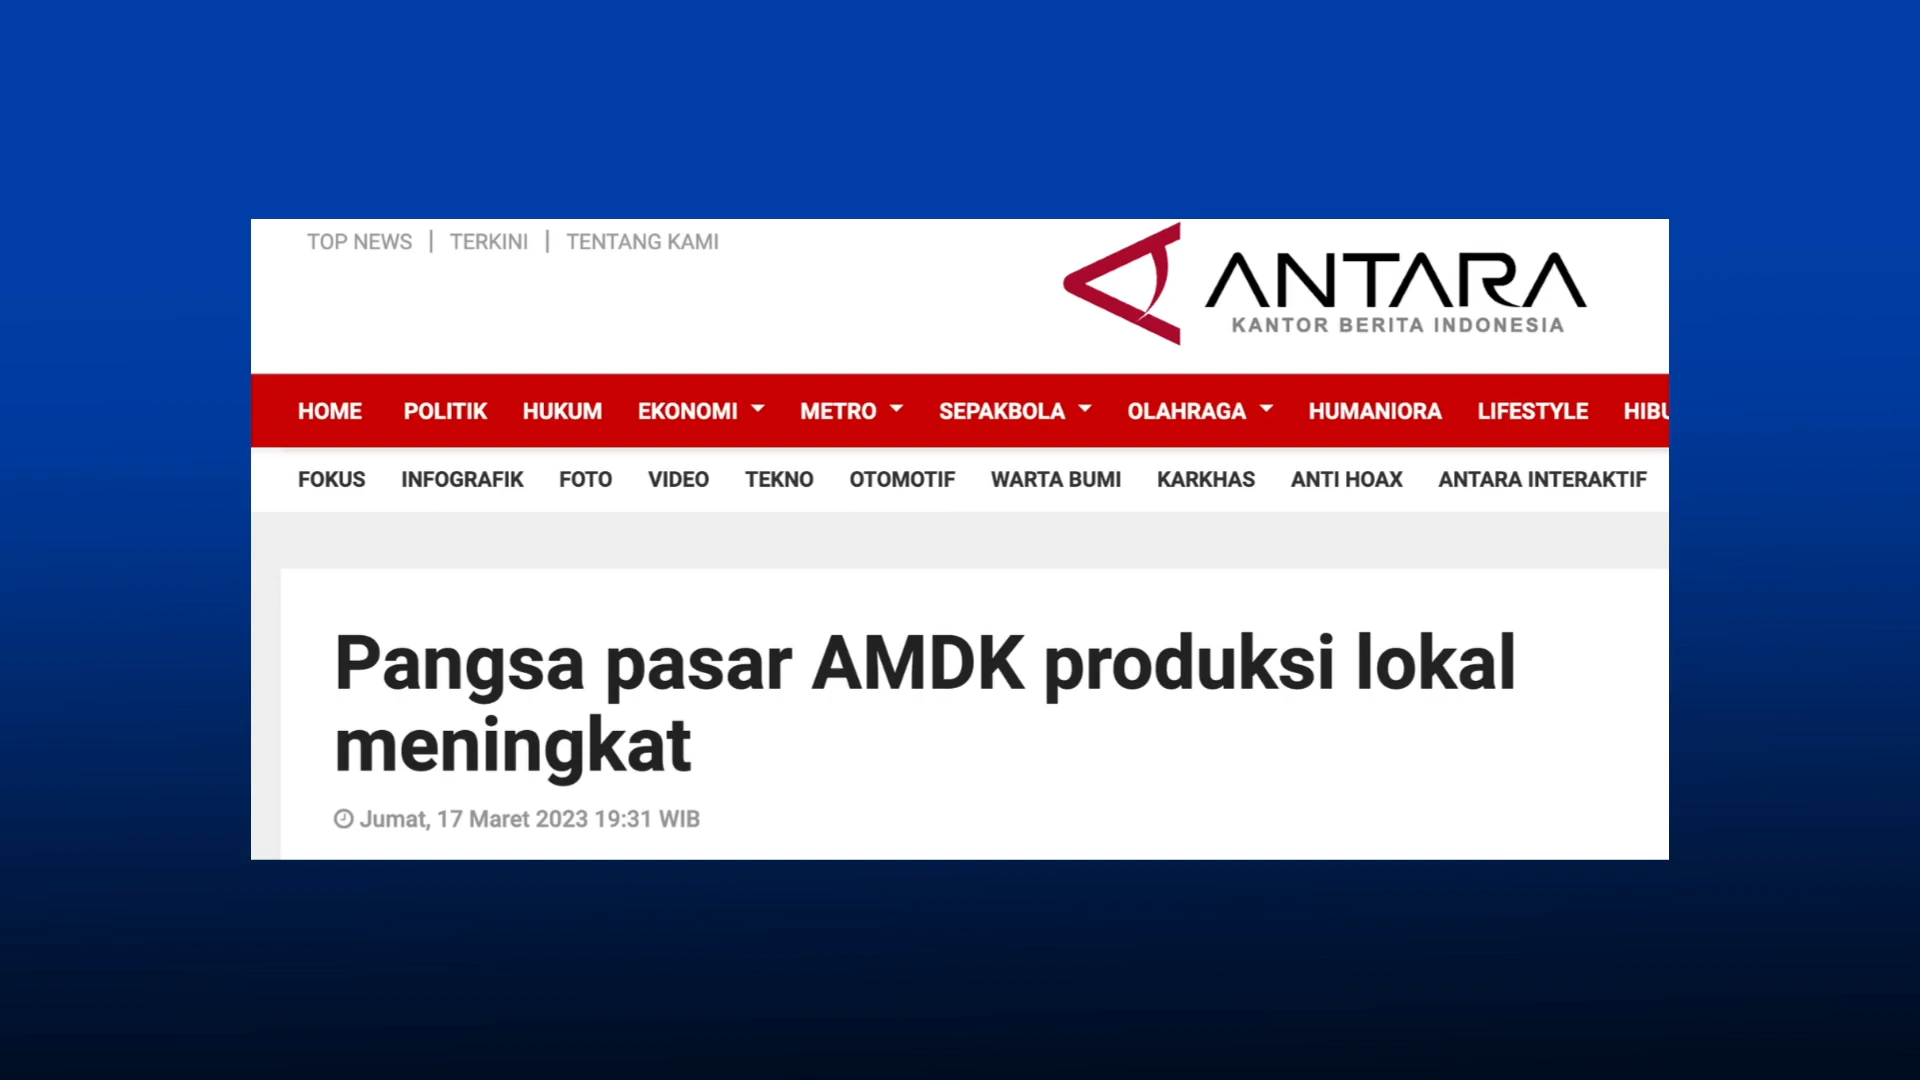 TOP NEWS | TERKINI | TENTANG KAMI
ANTARA
KANTOR BERITA INDONESIA
HOME POLITIK HUKUM EKONOMI METRO SEPAKBOLA OLAHRAGA HUMANIORA LIFESTYLE HIBU
FOKUS INFOGRAFIK FOTO VIDEO TEKNO OTOMOTIF WARTA BUMI KARKHAS ANTI HOAX ANTARA INTERAKTIF
Pangsa pasar AMDK produksi lokal
meningkat
Jumat, 17 Maret 2023 19:31 WIB